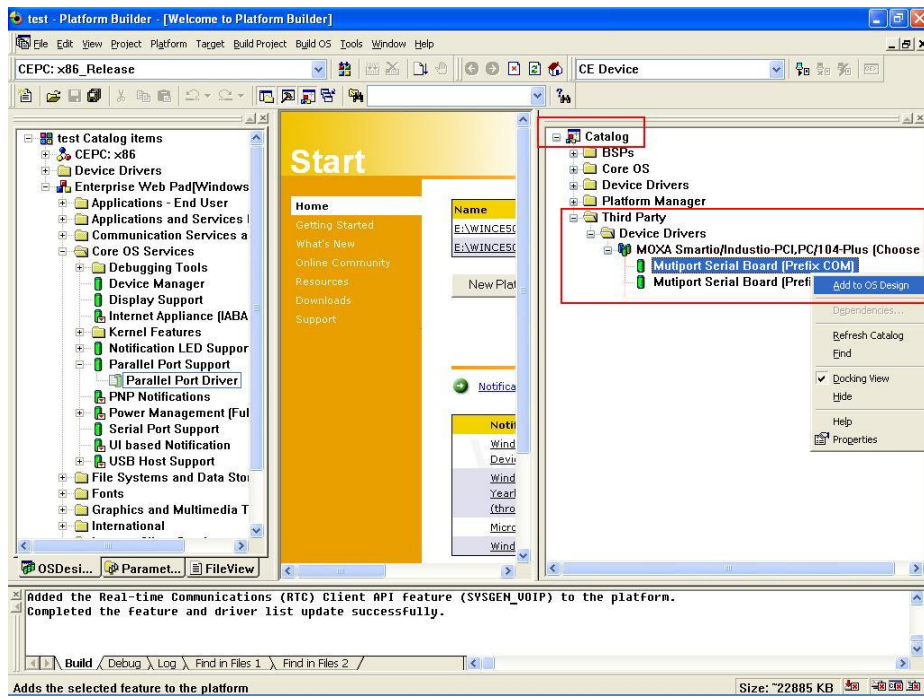 test - Platform Builder - [Welcome to Platform Builder]
File Edit View Project Platform Target Build Project Build OS Tools Window Help
CEPC: x86_Release
CE Device
test Catalog items
CEPC: x86
Device Drivers
Enterprise Web Pad[Windows
Applications - End User
Applications and Services
Communication Services a
Core OS Services
Debugging Tools
Device Manager
Display Support
Internet Appliance (IABA
Kernel Features
Notification LED Suppor
Parallel Port Support
Parallel Port Driver
PNP Notifications
Power Management (Ful
Serial Port Support
UI based Notification
USB Host Support
File Systems and Data Sto
Fonts
Graphics and Multimedia T
International
OSDesi... Paramet... FileView
Start
Home
Getting Started
What's New
Online Community
Resources
Downloads
Support
Name
E:\WINCE50
E:\WINCE50
New Plat
Notifica
Notif
Wind
Devi
Wind
Yearl
(thro
Micro
Wind
Catalog
BSPs
Core OS
Device Drivers
Platform Manager
Third Party
Device Drivers
MOXA Smartio/Industio-PCI,PC/104-Plus (Choose
Mutiport Serial Board (Prefix COM)
Mutiport Serial Board (Prefi
Add to OS Design
Dependencies...
Refresh Catalog
Find
Docking View
Hide
Help
Properties
Added the Real-time Communications (RTC) Client API feature (SYSGEN_VOIP) to the platform.
Completed the feature and driver list update successfully.
Build Debug Log Find in Files 1 Find in Files 2
Adds the selected feature to the platform
Size: ~22885 KB